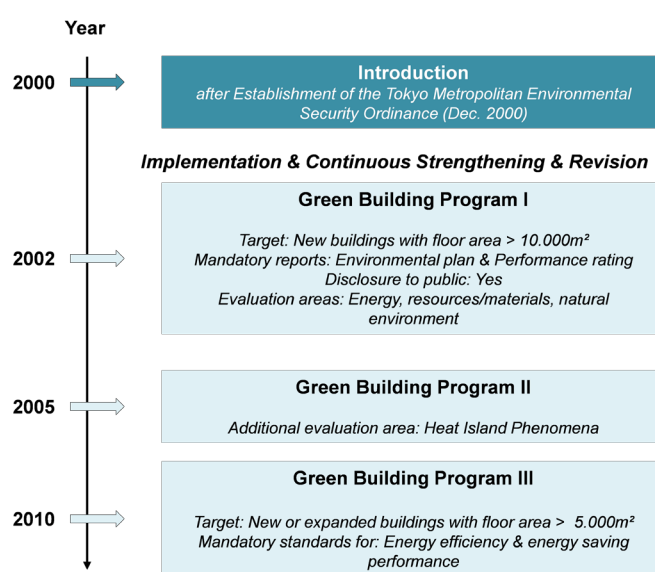 Year
2000
Introduction
after Establishment of the Tokyo Metropolitan Environmental
Security Ordinance (Dec. 2000)
Implementation & Continuous Strengthening & Revision
2002
Green Building Program I
Target: New buildings with floor area > 10.000m²
Mandatory reports: Environmental plan & Performance rating
Disclosure to public: Yes
Evaluation areas: Energy, resources/materials, natural
environment
2005
Green Building Program II
Additional evaluation area: Heat Island Phenomena
2010
Green Building Program III
Target: New or expanded buildings with floor area > 5.000m²
Mandatory standards for: Energy efficiency & energy saving
performance